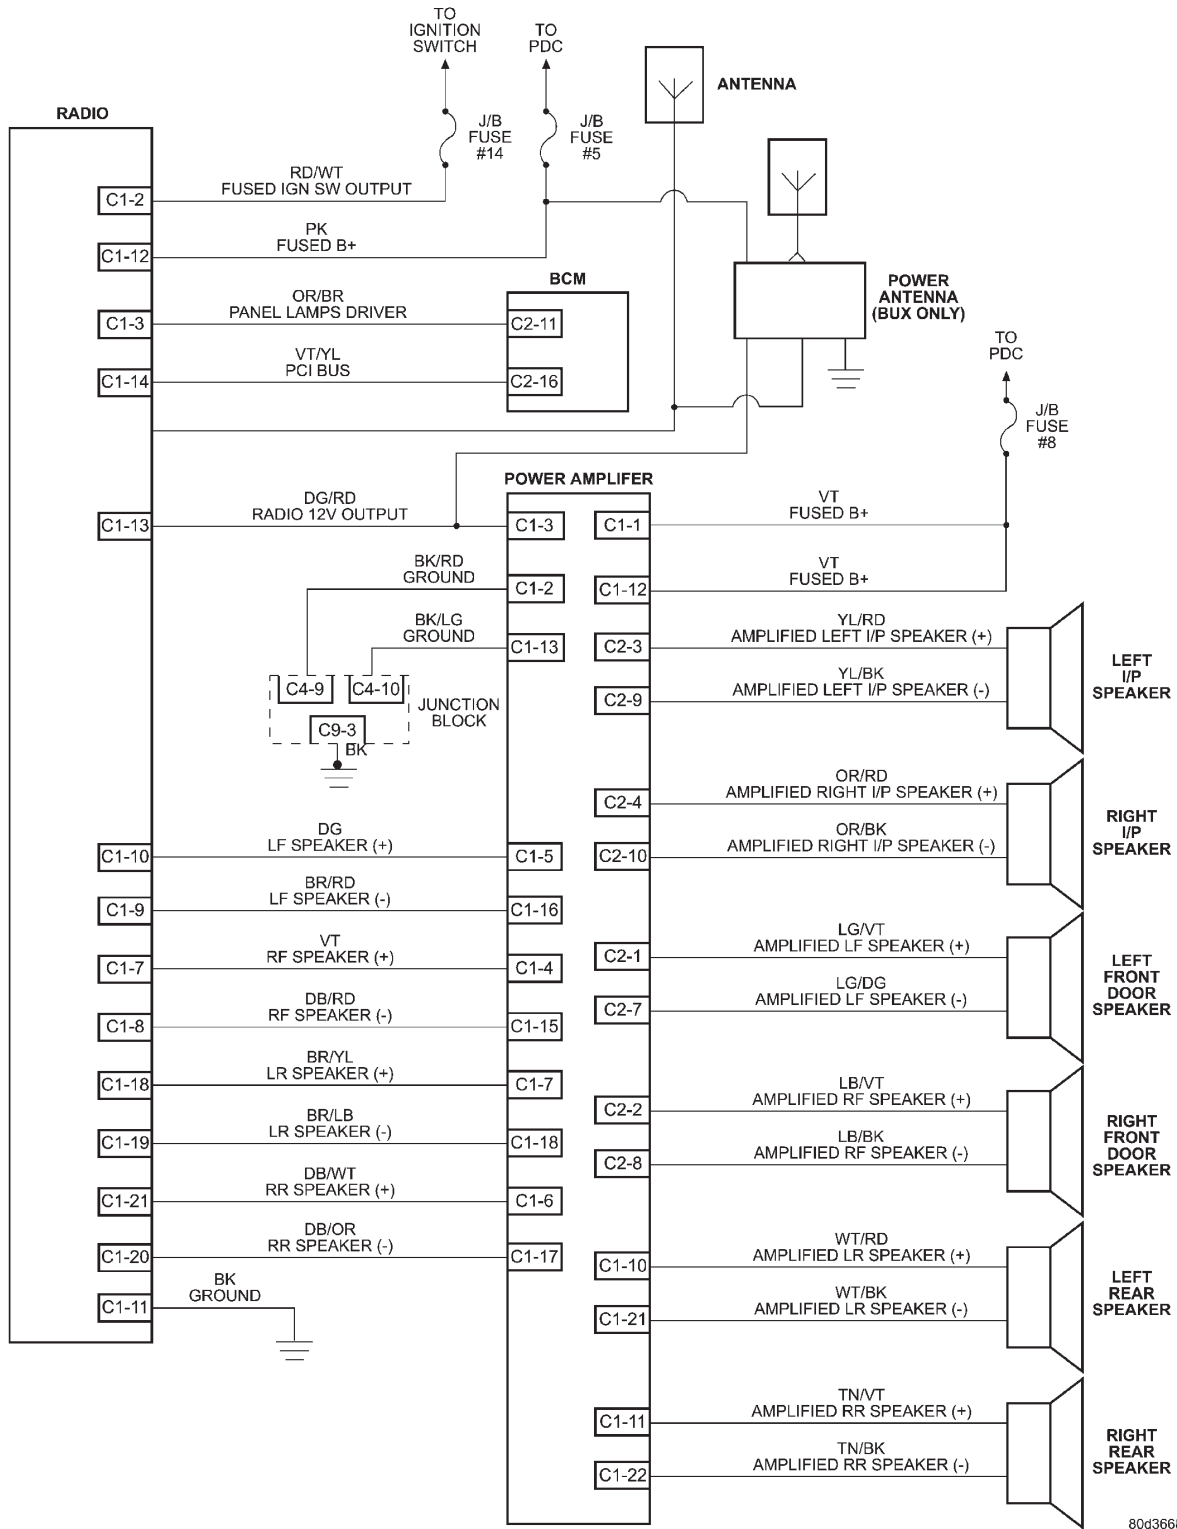 TO
IGNITION
SWITCH
TO
PDC
ANTENNA
RADIO
J/B
FUSE
#14
J/B
FUSE
#5
RD/WT
FUSED IGN SW OUTPUT
C1-2
PK
FUSED B+
C1-12
BCM
POWER
ANTENNA
(BUX ONLY)
OR/BR
PANEL LAMPS DRIVER
C1-3
C2-11
VT/YL
PCI BUS
C1-14
C2-16
TO
PDC
J/B
FUSE
#8
POWER AMPLIFER
DG/RD
RADIO 12V OUTPUT
C1-13
C1-3
C1-1
VT
FUSED B+
BK/RD
GROUND
C1-2
C1-12
VT
FUSED B+
BK/LG
GROUND
C1-13
C2-3
YL/RD
AMPLIFIED LEFT I/P SPEAKER (+)
C4-9
C4-10
JUNCTION
BLOCK
C9-3
BK
C2-9
YL/BK
AMPLIFIED LEFT I/P SPEAKER (-)
LEFT
I/P
SPEAKER
C2-4
OR/RD
AMPLIFIED RIGHT I/P SPEAKER (+)
C2-10
OR/BK
AMPLIFIED RIGHT I/P SPEAKER (-)
RIGHT
I/P
SPEAKER
DG
LF SPEAKER (+)
C1-10
C1-5
BR/RD
LF SPEAKER (-)
C1-9
C1-16
C2-1
LG/VT
AMPLIFIED LF SPEAKER (+)
C2-7
LG/DG
AMPLIFIED LF SPEAKER (-)
LEFT
FRONT
DOOR
SPEAKER
VT
RF SPEAKER (+)
C1-7
C1-4
DB/RD
RF SPEAKER (-)
C1-8
C1-15
BR/YL
LR SPEAKER (+)
C1-18
C1-7
C2-2
LB/VT
AMPLIFIED RF SPEAKER (+)
C2-8
LB/BK
AMPLIFIED RF SPEAKER (-)
RIGHT
FRONT
DOOR
SPEAKER
BR/LB
LR SPEAKER (-)
C1-19
C1-18
DB/WT
RR SPEAKER (+)
C1-21
C1-6
DB/OR
RR SPEAKER (-)
C1-20
C1-17
C1-10
WT/RD
AMPLIFIED LR SPEAKER (+)
C1-21
WT/BK
AMPLIFIED LR SPEAKER (-)
LEFT
REAR
SPEAKER
BK
GROUND
C1-11
C1-11
TN/VT
AMPLIFIED RR SPEAKER (+)
C1-22
TN/BK
AMPLIFIED RR SPEAKER (-)
RIGHT
REAR
SPEAKER